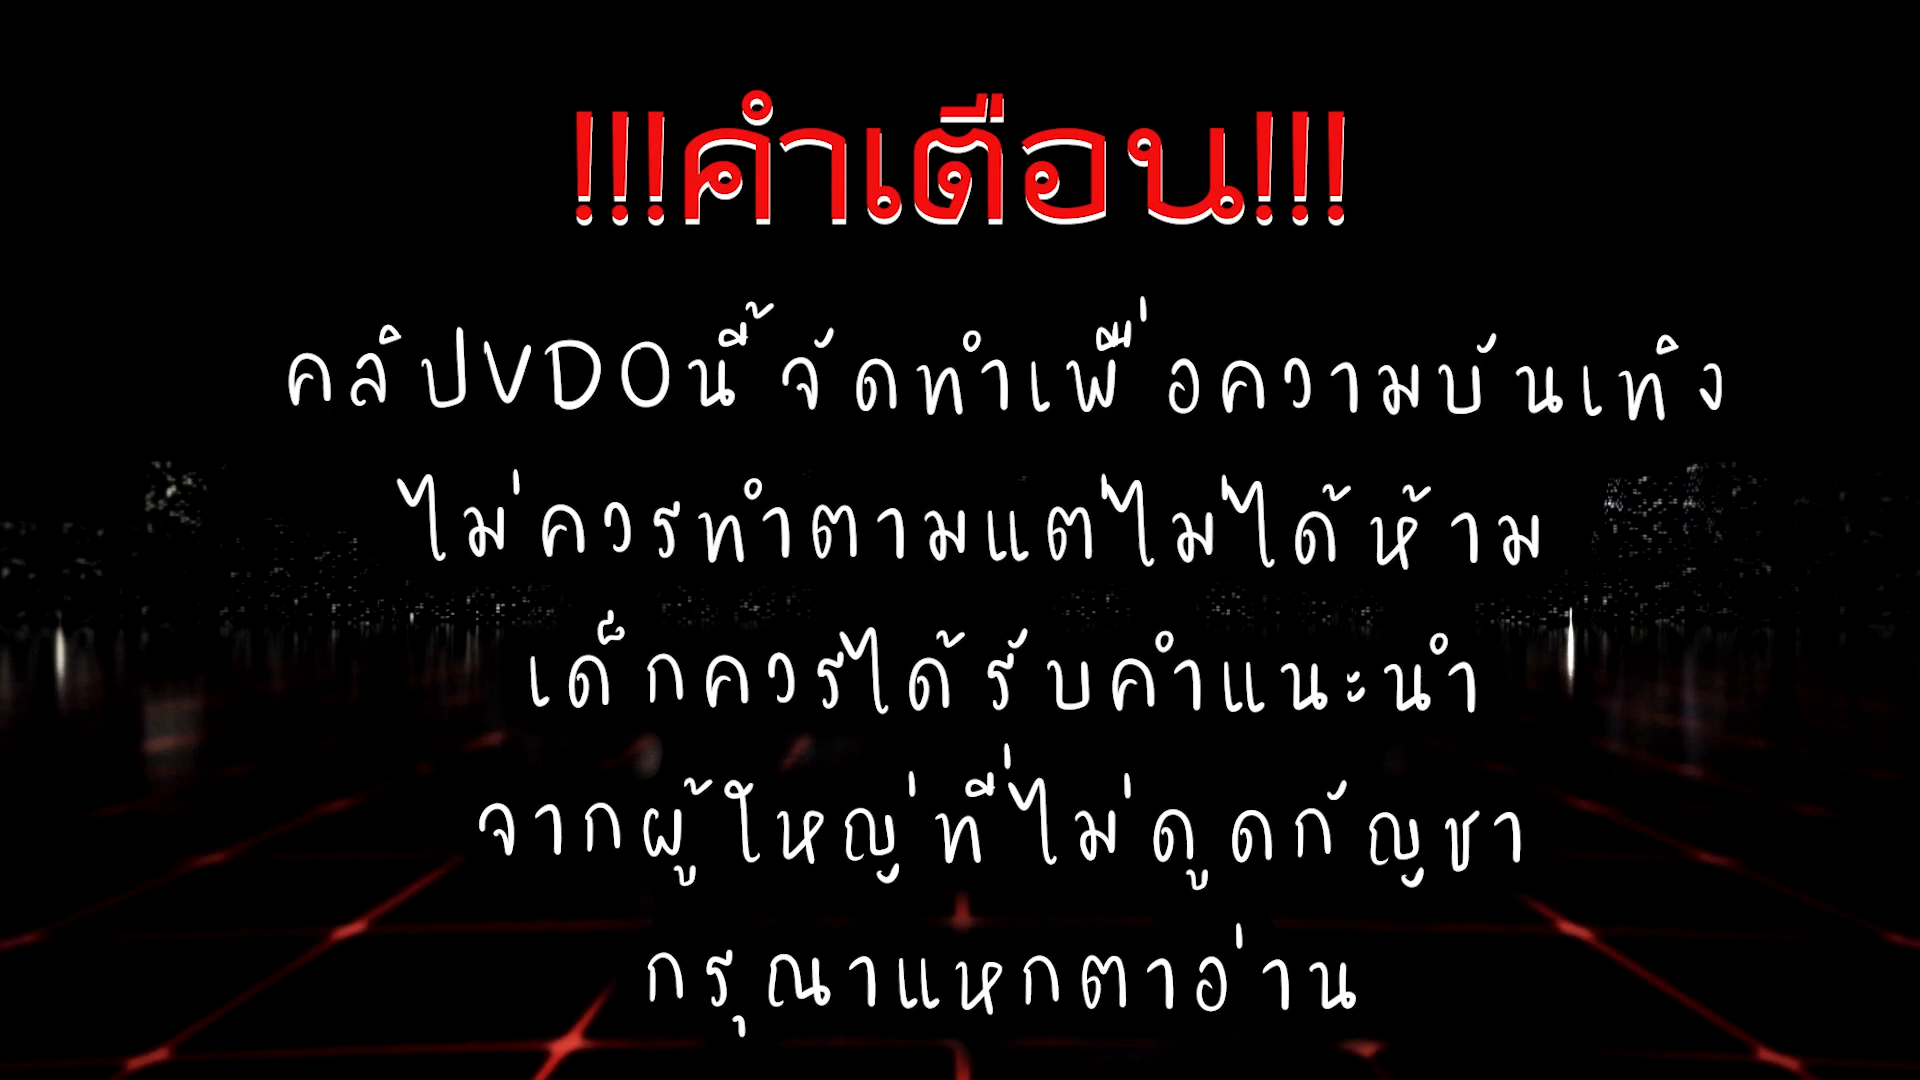 !!!คำเตือน!!!
คลิปVDOนี้จัดทำเพื่อความบันเทิง
ไม่ควรทำตามแต่ไม่ได้ห้าม
เด็กควรได้รับคำแนะนำ
จากผู้ใหญ่ที่ไม่ดูดกัญชา
กรุณาแหกตาอ่าน